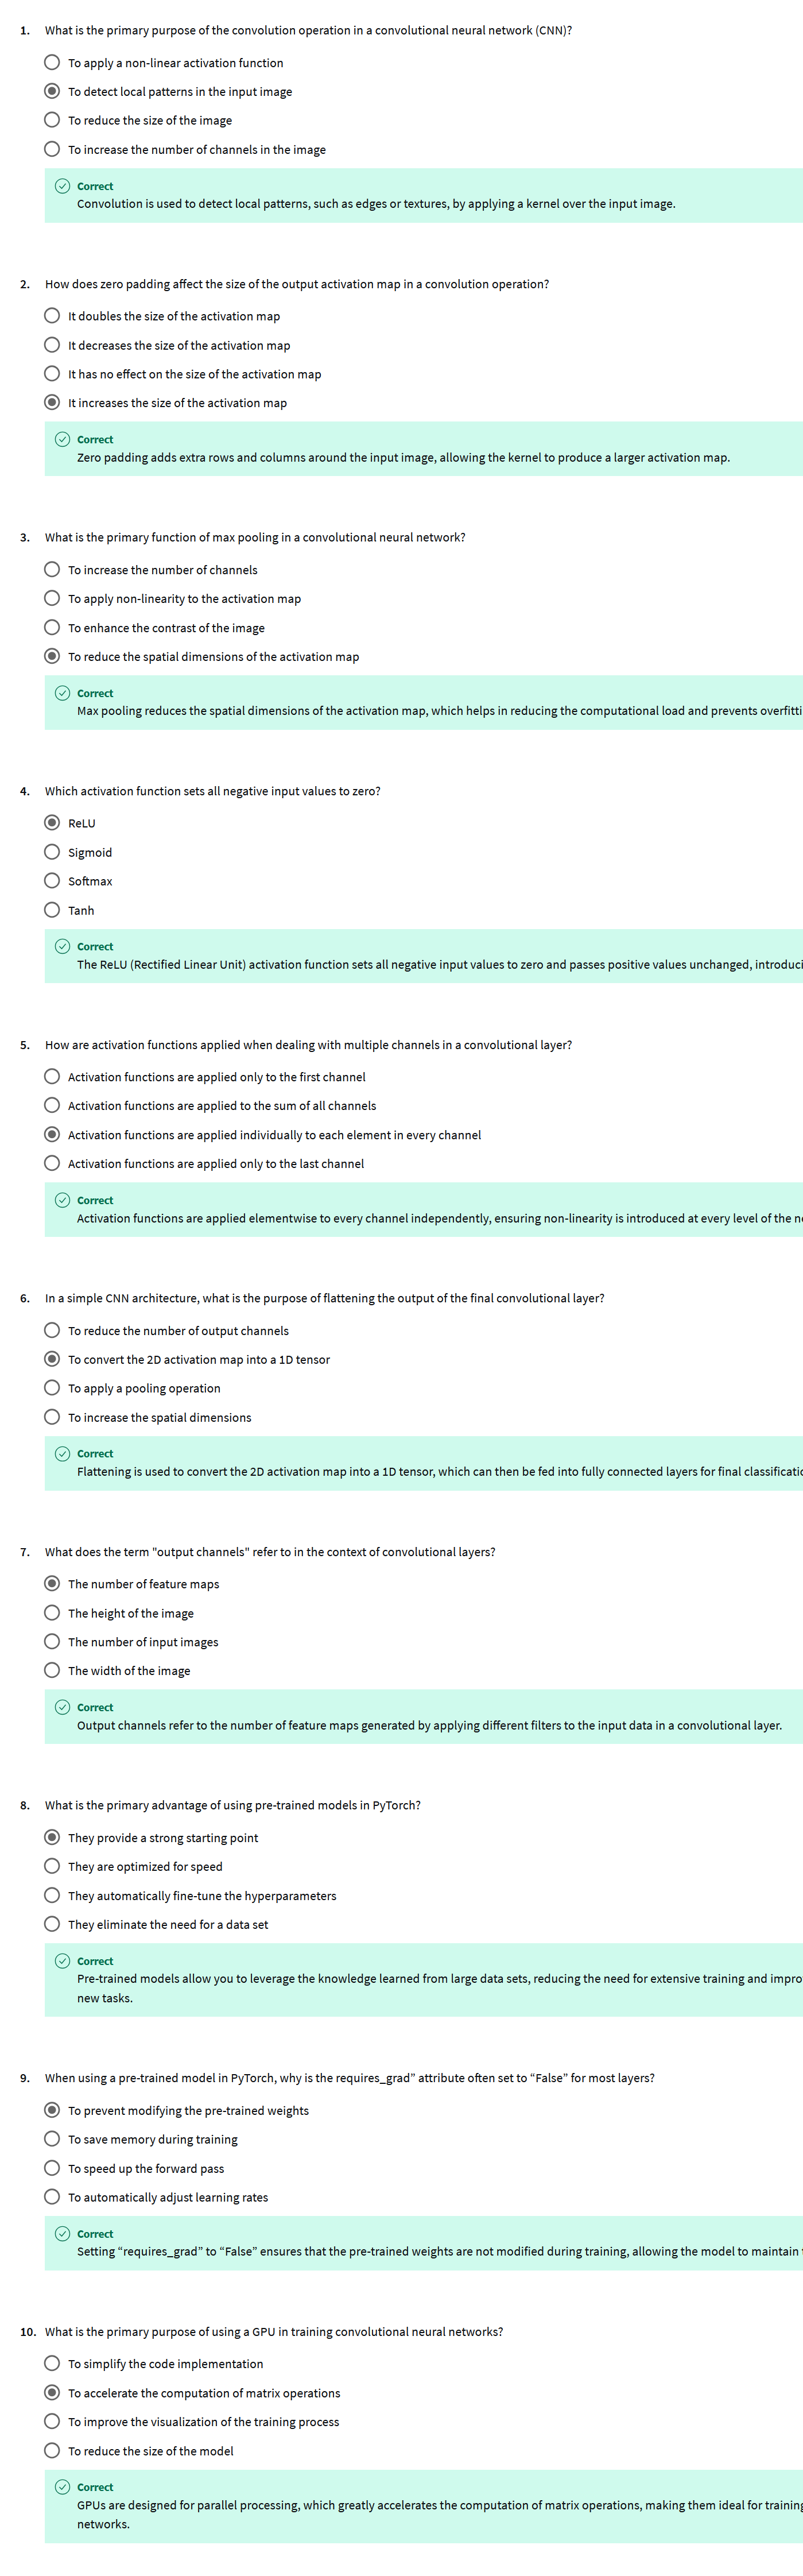 1. What is the primary purpose of the convolution operation in a convolutional neural network (CNN)?
To apply a non-linear activation function
To detect local patterns in the input image
To reduce the size of the image
To increase the number of channels in the image
Correct
Convolution is used to detect local patterns, such as edges or textures, by applying a kernel over the input image.
2. How does zero padding affect the size of the output activation map in a convolution operation?
It doubles the size of the activation map
It decreases the size of the activation map
It has no effect on the size of the activation map
It increases the size of the activation map
Correct
Zero padding adds extra rows and columns around the input image, allowing the kernel to produce a larger activation map.
3. What is the primary function of max pooling in a convolutional neural network?
To increase the number of channels
To apply non-linearity to the activation map
To enhance the contrast of the image
To reduce the spatial dimensions of the activation map
Correct
Max pooling reduces the spatial dimensions of the activation map, which helps in reducing the computational load and prevents overfitti
4. Which activation function sets all negative input values to zero?
ReLU
Sigmoid
Softmax
Tanh
Correct
The ReLU (Rectified Linear Unit) activation function sets all negative input values to zero and passes positive values unchanged, introduci
5. How are activation functions applied when dealing with multiple channels in a convolutional layer?
Activation functions are applied only to the first channel
Activation functions are applied to the sum of all channels
Activation functions are applied individually to each element in every channel
Activation functions are applied only to the last channel
Correct
Activation functions are applied elementwise to every channel independently, ensuring non-linearity is introduced at every level of the n
6. In a simple CNN architecture, what is the purpose of flattening the output of the final convolutional layer?
To reduce the number of output channels
To convert the 2D activation map into a 1D tensor
To apply a pooling operation
To increase the spatial dimensions
Correct
Flattening is used to convert the 2D activation map into a 1D tensor, which can then be fed into fully connected layers for final classificati
7. What does the term "output channels" refer to in the context of convolutional layers?
The number of feature maps
The height of the image
The number of input images
The width of the image
Correct
Output channels refer to the number of feature maps generated by applying different filters to the input data in a convolutional layer.
8. What is the primary advantage of using pre-trained models in PyTorch?
They provide a strong starting point
They are optimized for speed
They automatically fine-tune the hyperparameters
They eliminate the need for a data set
Correct
Pre-trained models allow you to leverage the knowledge learned from large data sets, reducing the need for extensive training and impro
new tasks.
9. When using a pre-trained model in PyTorch, why is the requires_grad” attribute often set to “False” for most layers?
To prevent modifying the pre-trained weights
To save memory during training
To speed up the forward pass
To automatically adjust learning rates
Correct
Setting “requires_grad” to “False” ensures that the pre-trained weights are not modified during training, allowing the model to maintain
10. What is the primary purpose of using a GPU in training convolutional neural networks?
To simplify the code implementation
To accelerate the computation of matrix operations
To improve the visualization of the training process
To reduce the size of the model
Correct
GPUs are designed for parallel processing, which greatly accelerates the computation of matrix operations, making them ideal for training
networks.